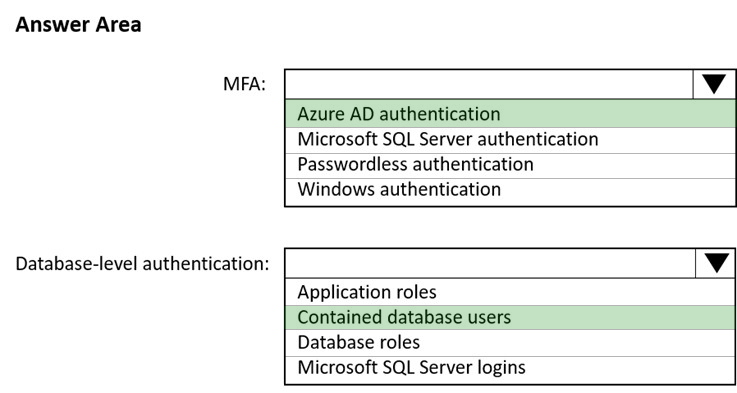 Answer Area
MFA:
Azure AD authentication
Microsoft SQL Server authentication
Passwordless authentication
Windows authentication
Database-level authentication:
Application roles
Contained database users
Database roles
Microsoft SQL Server logins